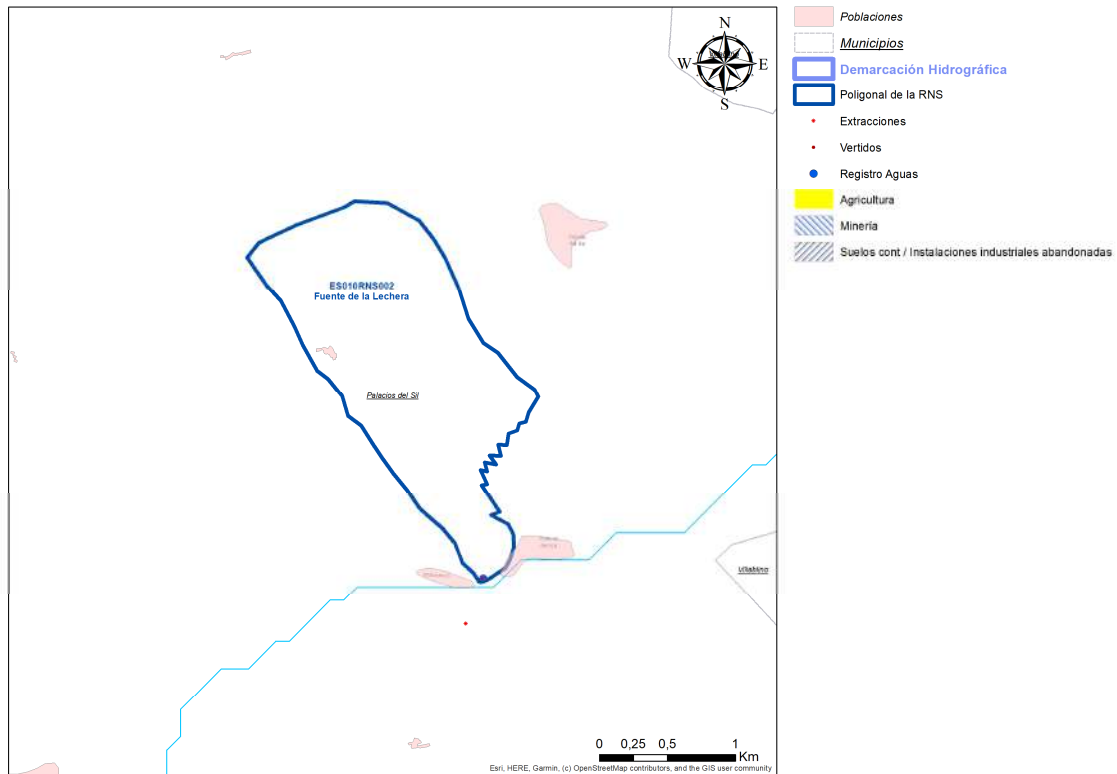 N
W
E
S
ES010RNS002
Fuente de la Lechera
Palacios del Sil
Villablino
0 0,25 0,5 1
Km
Esri, HERE, Garmin, (c) OpenStreetMap contributors, and the GIS user community
Poblaciones
Municipios
Demarcación Hidrográfica
Poligonal de la RNS
Extracciones
Vertidos
Registro Aguas
Agricultura
Minería
Suelos cont / Instalaciones industriales abandonadas